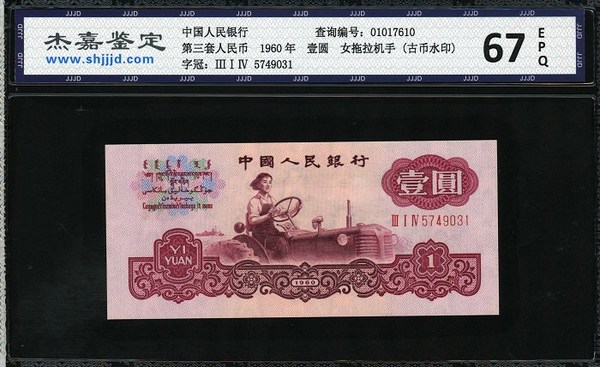 杰嘉鉴定
www.shjjjd.com
中国人民银行 查询编号：01017610
第三套人民币 1960 年 壹圆 女拖拉机手（古币水印）
字冠：Ⅲ Ⅰ Ⅳ 5749031
67
EPQ
中國人民銀行
壹圓
Ⅲ Ⅰ Ⅳ 5749031
YI
YUAN
1960
1